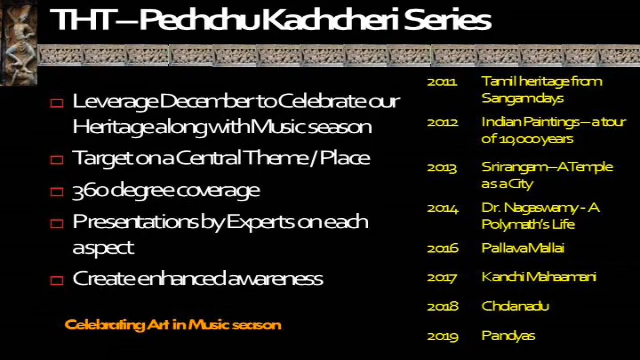 THT – Pechchu Kachcheri Series
Leverage December to Celebrate our
Heritage along with Music season
Target on a Central Theme / Place
360 degree coverage
Presentations by Experts on each
aspect
Create enhanced awareness
Celebrating Art in Music season
2011 Tamil heritage from
Sangam days
2012 Indian Paintings – a tour
of 10,000 years
2013 Srirangam – A Temple
as a City
2014 Dr. Nagaswamy - A
Polymath's Life
2016 Pallava Mallai
2017 Kanchi Mahaamani
2018 Cholanadu
2019 Pandyas